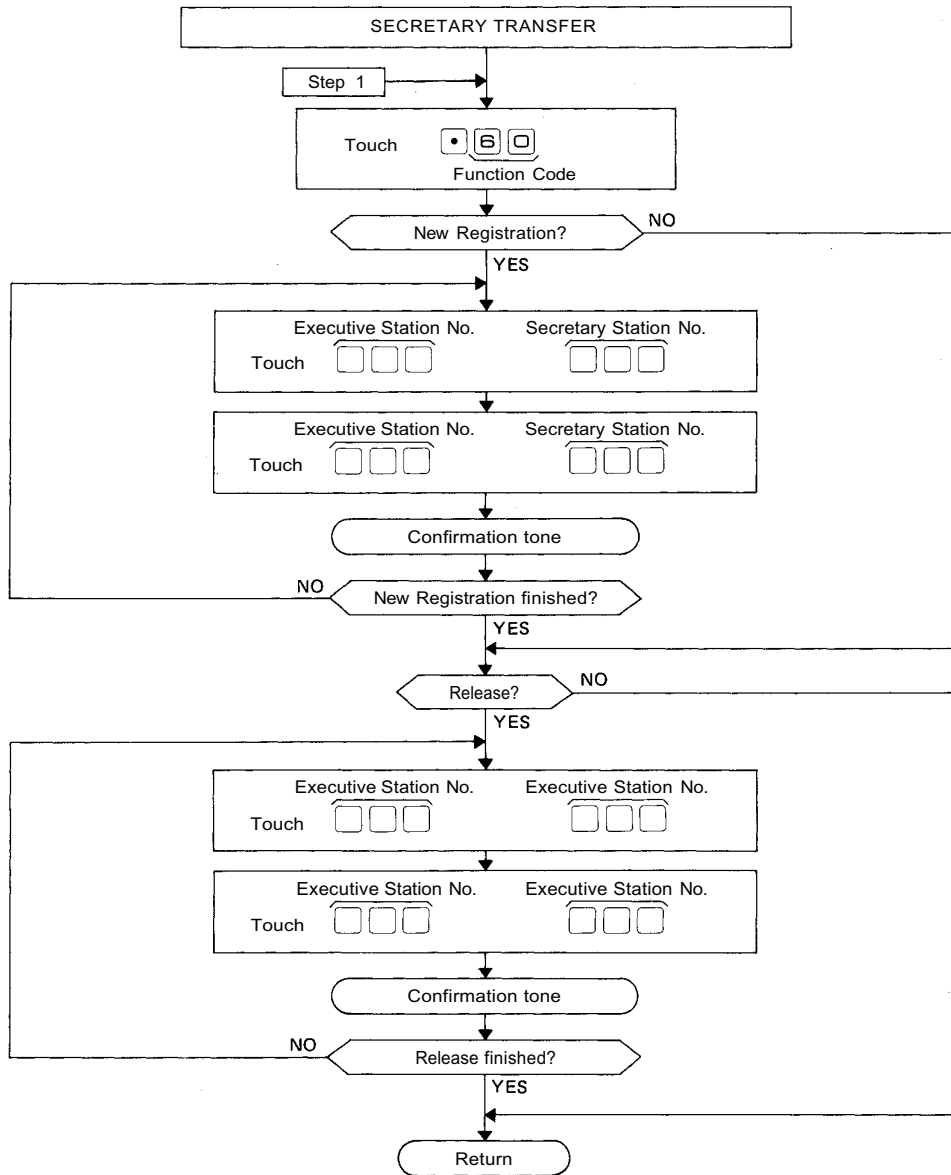 SECRETARY TRANSFER
Step 1
Touch • 6 0
Function Code
New Registration?
NO
YES
Executive Station No. Secretary Station No.
Touch
Executive Station No. Secretary Station No.
Touch
Confirmation tone
NO
New Registration finished?
YES
Release?
NO
YES
Executive Station No. Executive Station No.
Touch
Executive Station No. Executive Station No.
Touch
Confirmation tone
NO
Release finished?
YES
Return